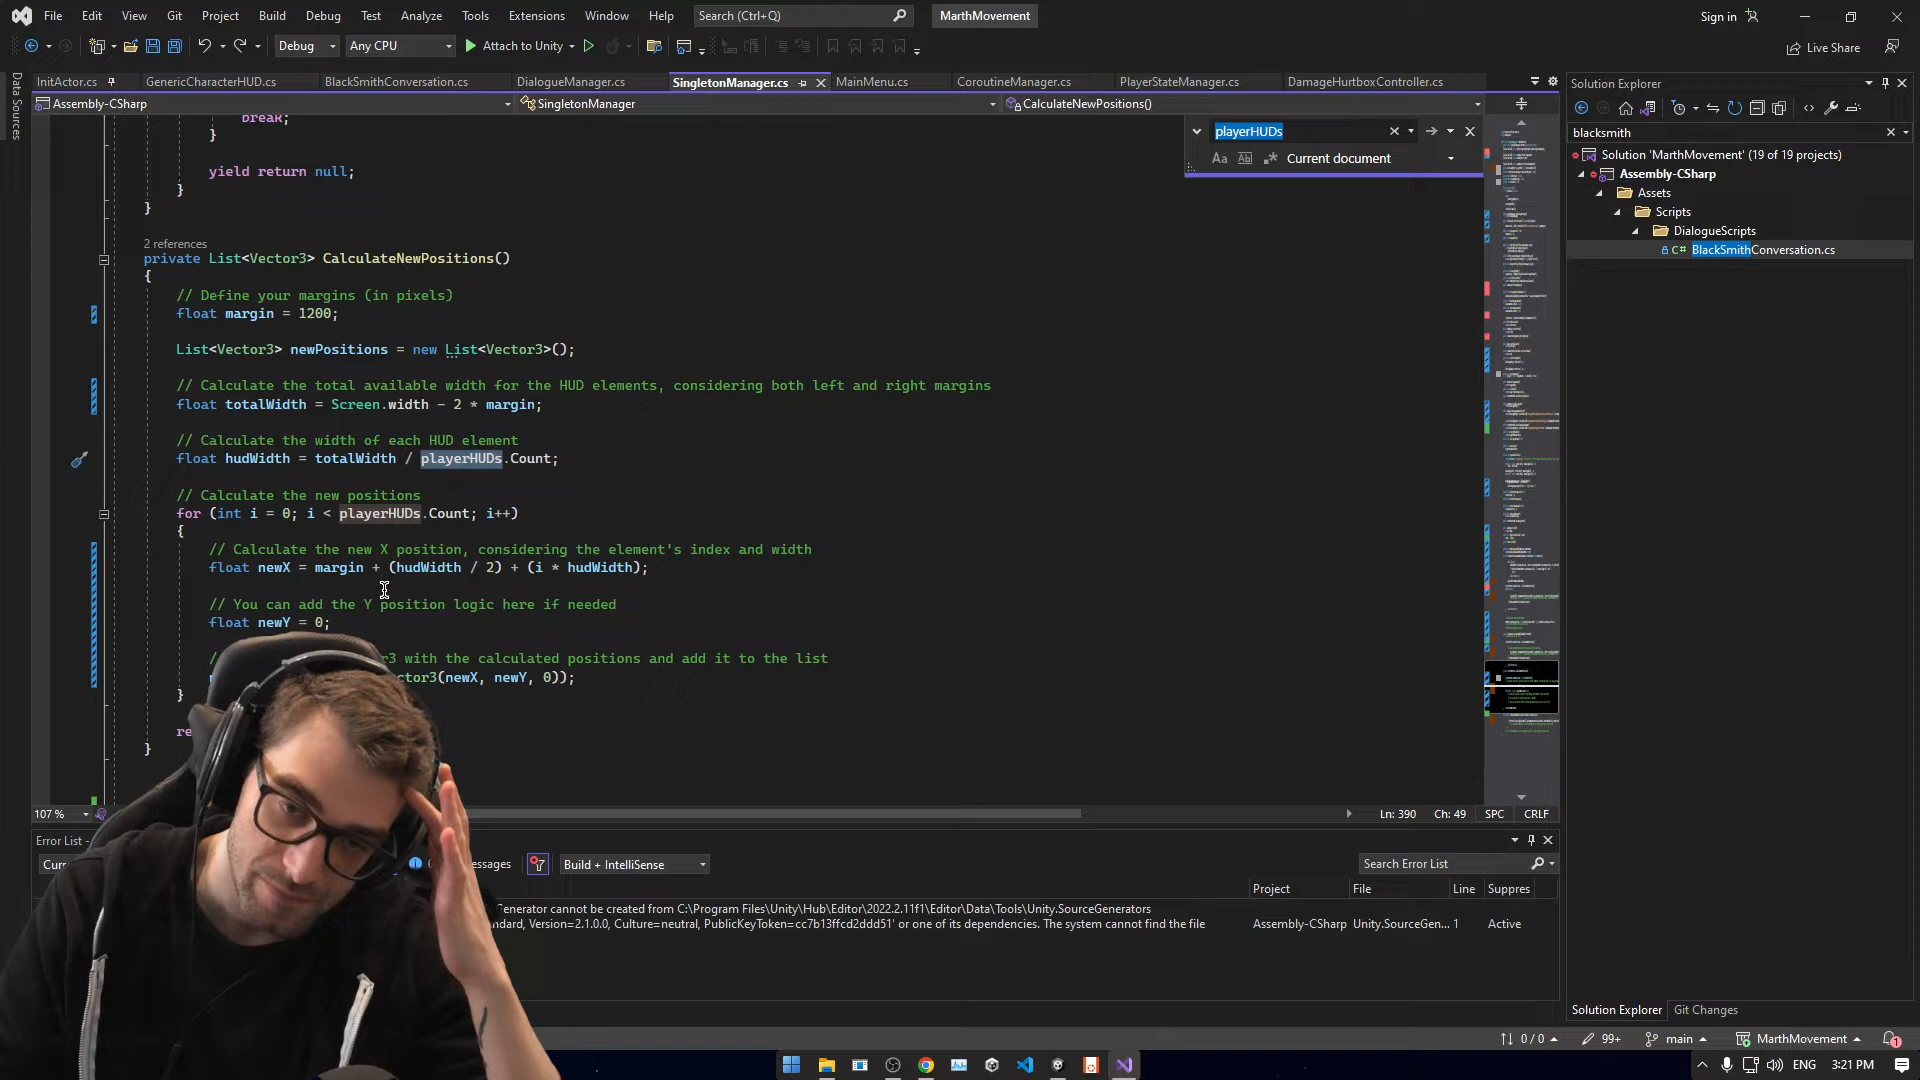 File Edit View Git Project Build Debug Test Analyze Tools Extensions Window Help Search (Ctrl+Q) MarthMovement Sign in
Debug Any CPU Attach to Unity Live Share
InitActor.cs GenericCharacterHUD.cs BlackSmithConversation.cs DialogueManager.cs SingletonManager.cs MainMenu.cs CoroutineManager.cs PlayerStateManager.cs DamageHurtboxController.cs
Assembly-CSharp SingletonManager CalculateNewPositions()
Data Sources
playerHUDs
Aa Ab Current document
break;
}
yield return null;
}
}
2 references
private List<Vector3> CalculateNewPositions()
{
// Define your margins (in pixels)
float margin = 1200;
List<Vector3> newPositions = new List<Vector3>();
// Calculate the total available width for the HUD elements, considering both left and right margins
float totalWidth = Screen.width - 2 * margin;
// Calculate the width of each HUD element
float hudWidth = totalWidth / playerHUDs.Count;
// Calculate the new positions
for (int i = 0; i < playerHUDs.Count; i++)
{
// Calculate the new X position, considering the element's index and width
float newX = margin + (hudWidth / 2) + (i * hudWidth);
// You can add the Y position logic here if needed
float newY = 0;
with the calculated positions and add it to the list
(newX, newY, 0));
}
}
107 % Ln: 390 Ch: 49 SPC CRLF
Error List
Build + IntelliSense Search Error List
Project File Line Suppres
Generator cannot be created from C:\Program Files\Unity\Hub\Editor\2022.2.11f1\Editor\Data\Tools\Unity.SourceGenerators
Version=2.1.0.0, Culture=neutral, PublicKeyToken=cc7b13ffcd2ddd51' or one of its dependencies. The system cannot find the file Assembly-CSharp Unity.SourceGen... 1 Active
Solution Explorer
blacksmith
Solution 'MarthMovement' (19 of 19 projects)
Assembly-CSharp
Assets
Scripts
DialogueScripts
C# BlackSmithConversation.cs
Solution Explorer Git Changes
0 / 0 99+ main MarthMovement 1
ENG 3:21 PM